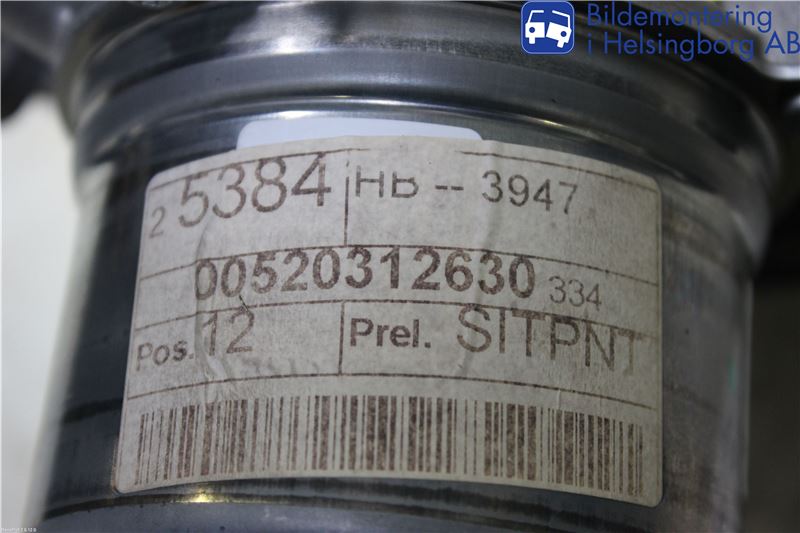 Bildemontering
i Helsingborg AB
2 5384 HB -- 3947
00520312630 334
Pos. 12 Prel. SITPNT